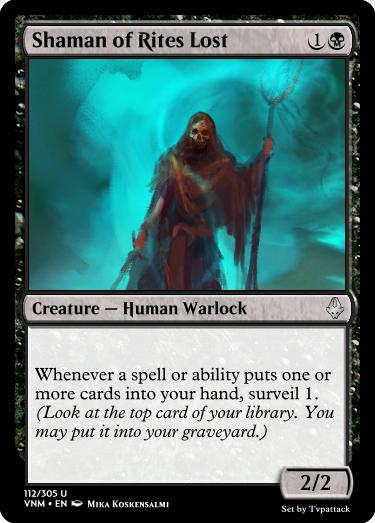 Shaman of Rites Lost 1
Creature — Human Warlock
Whenever a spell or ability puts one or
more cards into your hand, surveil 1.
(Look at the top card of your library. You
may put it into your graveyard.)
2/2
112/305 U
VNM • EN Mika Koskensalmi
Set by Tvpattack